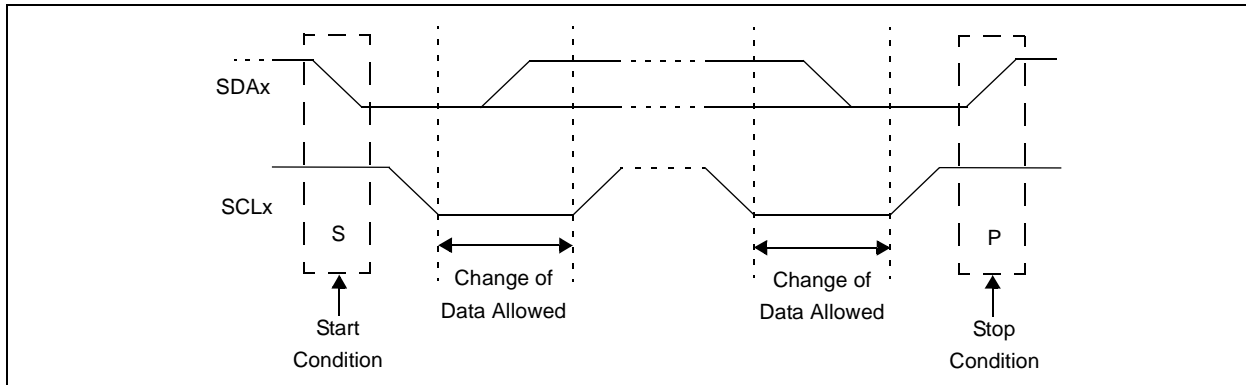 SDAx
SCLx
S
P
Change of
Data Allowed
Change of
Data Allowed
Start
Condition
Stop
Condition